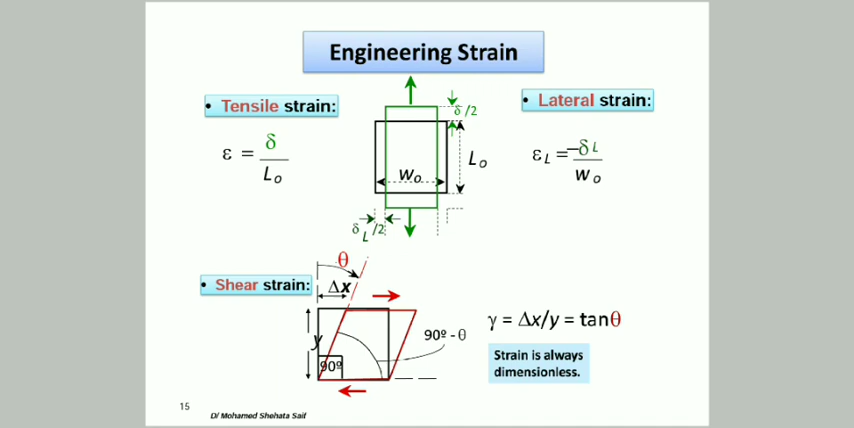 Engineering Strain
• Tensile strain:
ε = δ / Lo
δ /2
Lo
Wo
δL /2
• Lateral strain:
εL = –δL / wo
• Shear strain:
θ
Δx
y
90º
90º - θ
γ = Δx/y = tanθ
Strain is always
dimensionless.
15
D/ Mohamed Shehata Saif